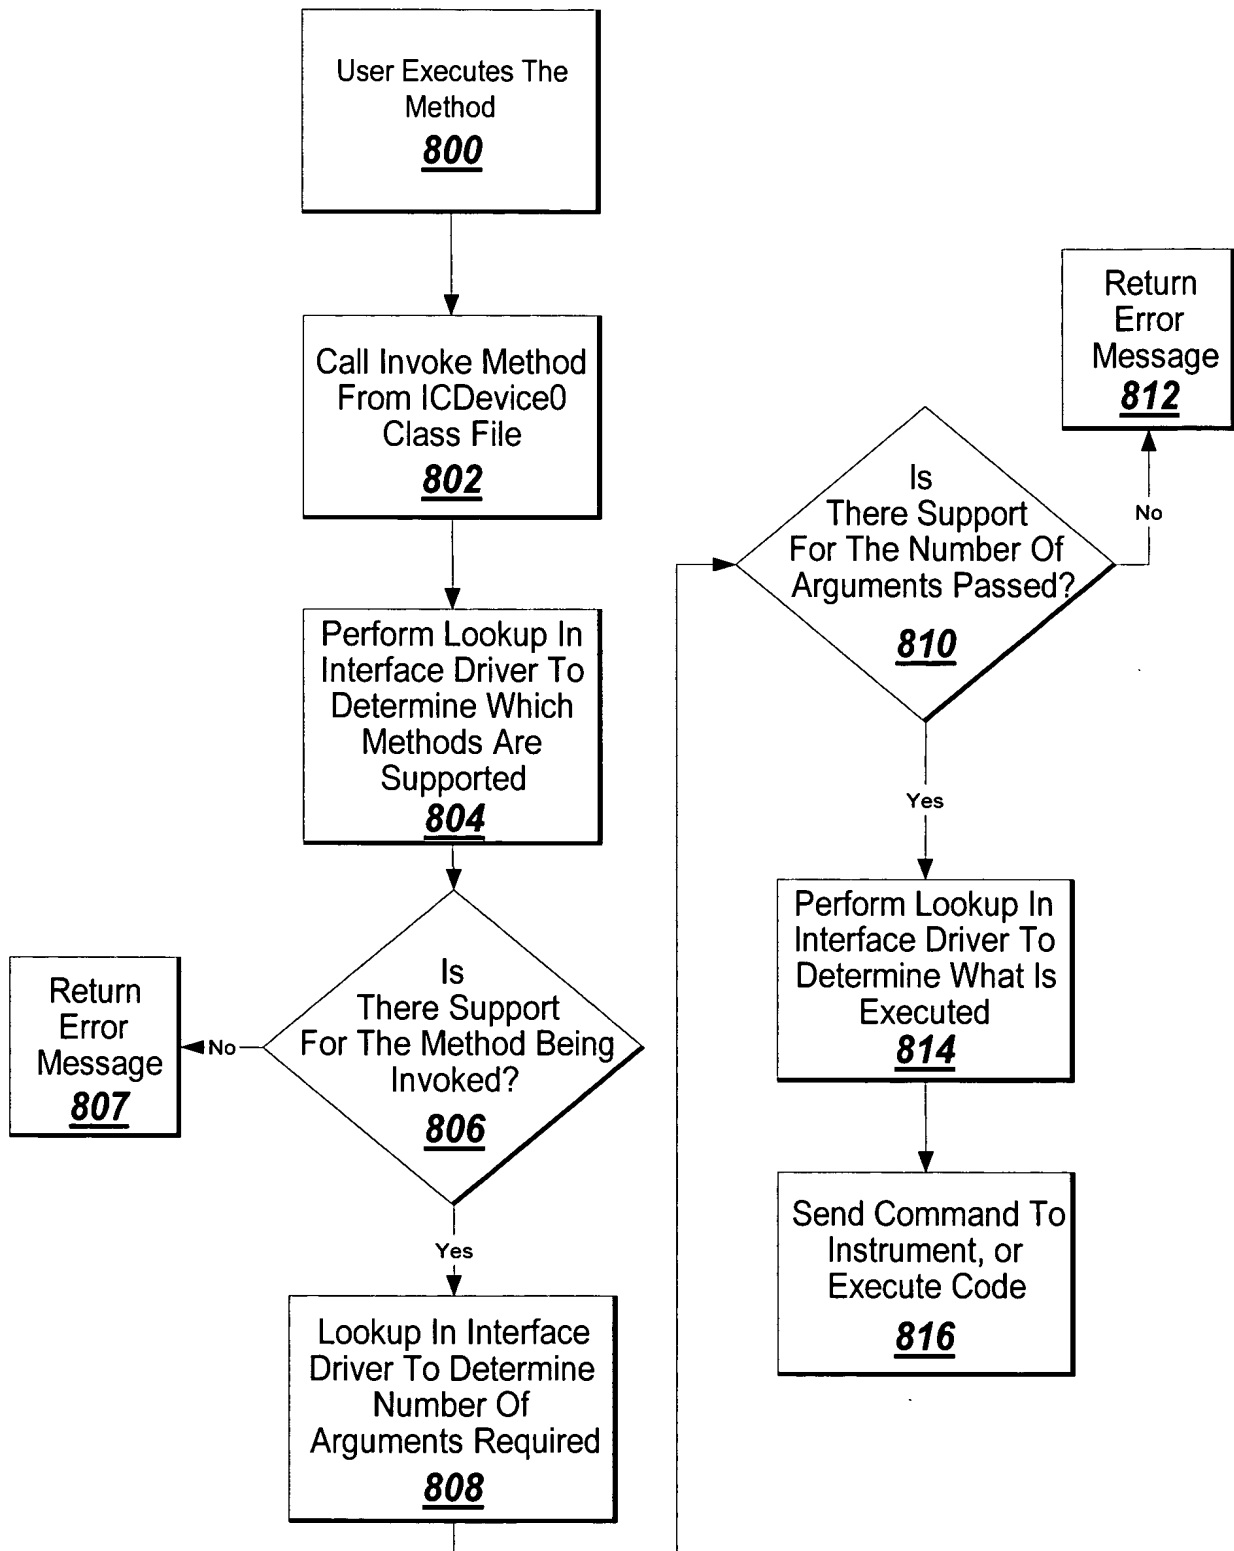 User Executes The
Method
800
Call Invoke Method
From ICDevice0
Class File
802
Perform Lookup In
Interface Driver To
Determine Which
Methods Are
Supported
804
Is
There Support
For The Method Being
Invoked?
806
No
Return
Error
Message
807
Yes
Lookup In Interface
Driver To Determine
Number Of
Arguments Required
808
Is
There Support
For The Number Of
Arguments Passed?
810
No
Return
Error
Message
812
Yes
Perform Lookup In
Interface Driver To
Determine What Is
Executed
814
Send Command To
Instrument, or
Execute Code
816